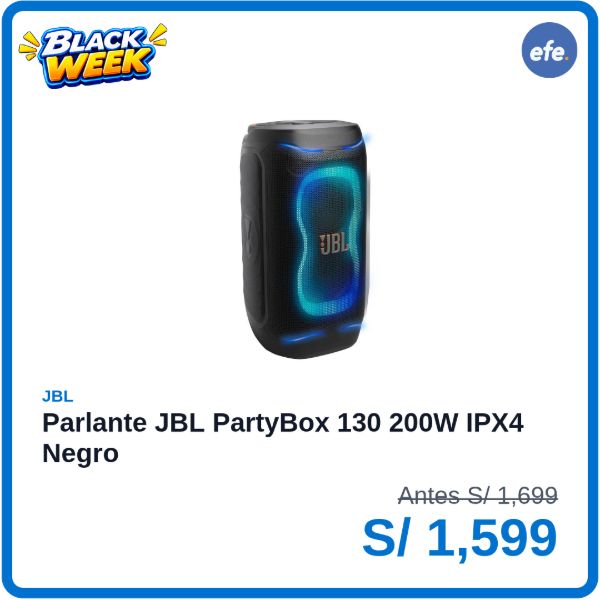 BLACK
WEEK
efe.
JBL
JBL
Parlante JBL PartyBox 130 200W IPX4
Negro
Antes S/ 1,699
S/ 1,599